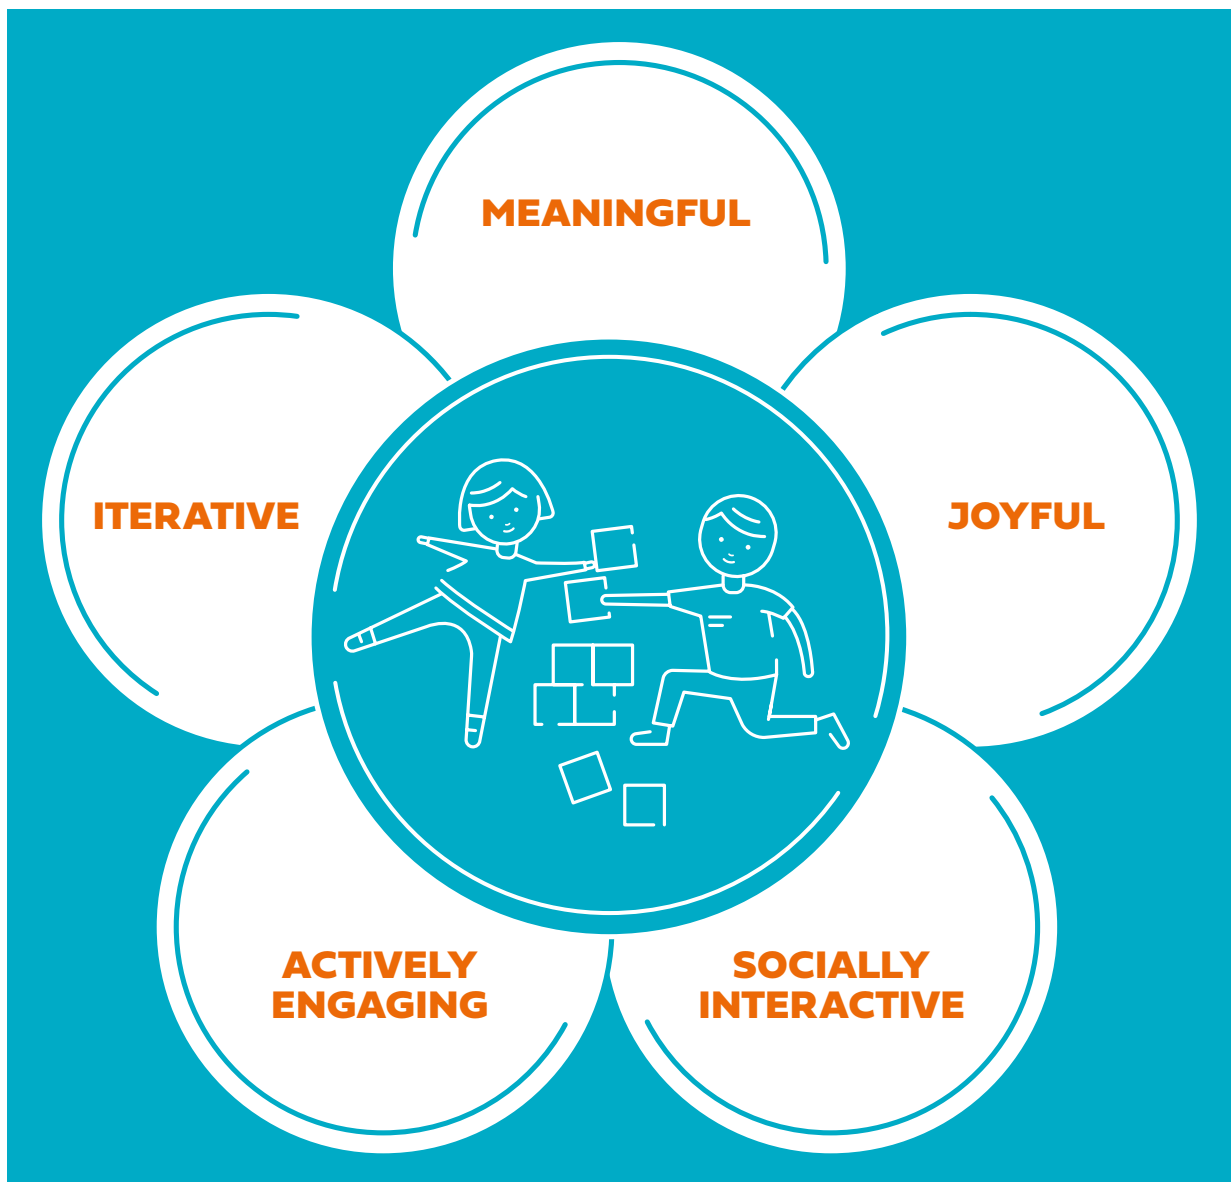 MEANINGFUL
ITERATIVE
JOYFUL
ACTIVELY
ENGAGING
SOCIALLY
INTERACTIVE